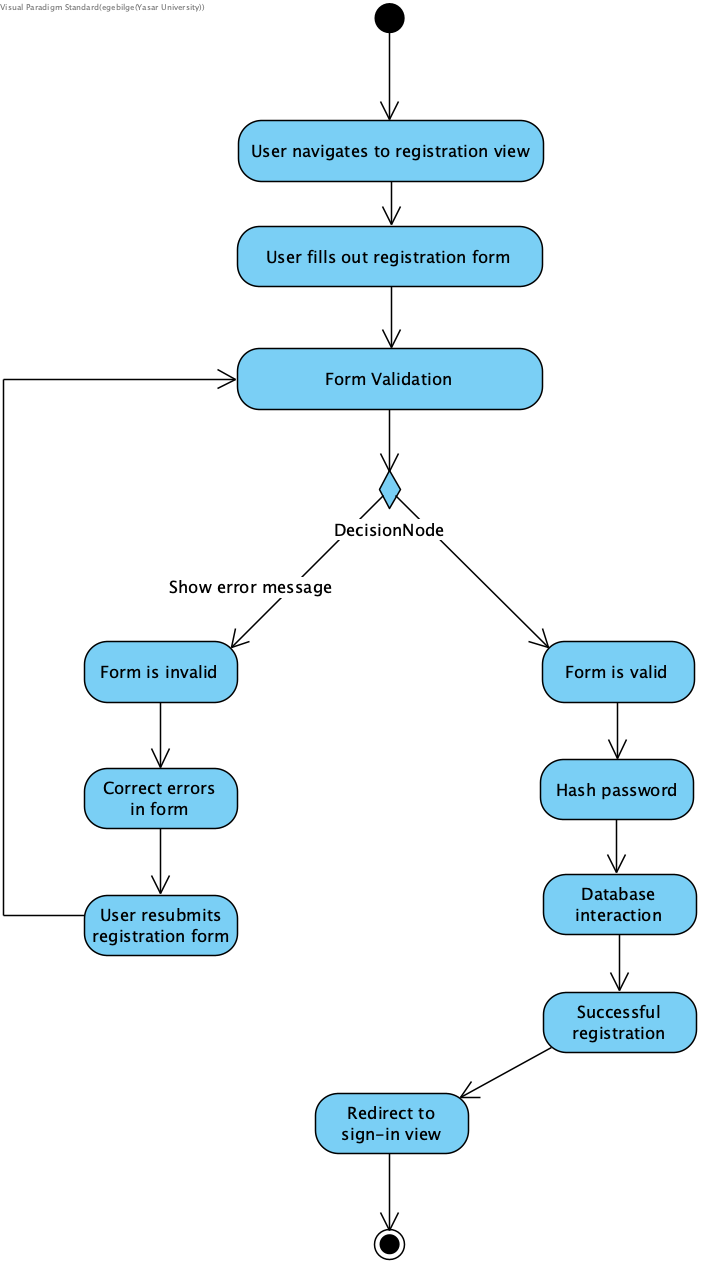 Visual Paradigm Standard(egebilge(Yasar University))
User navigates to registration view
User fills out registration form
Form Validation
DecisionNode
Show error message
Form is invalid
Form is valid
Correct errors
in form
Hash password
User resubmits
registration form
Database
interaction
Successful
registration
Redirect to
sign-in view